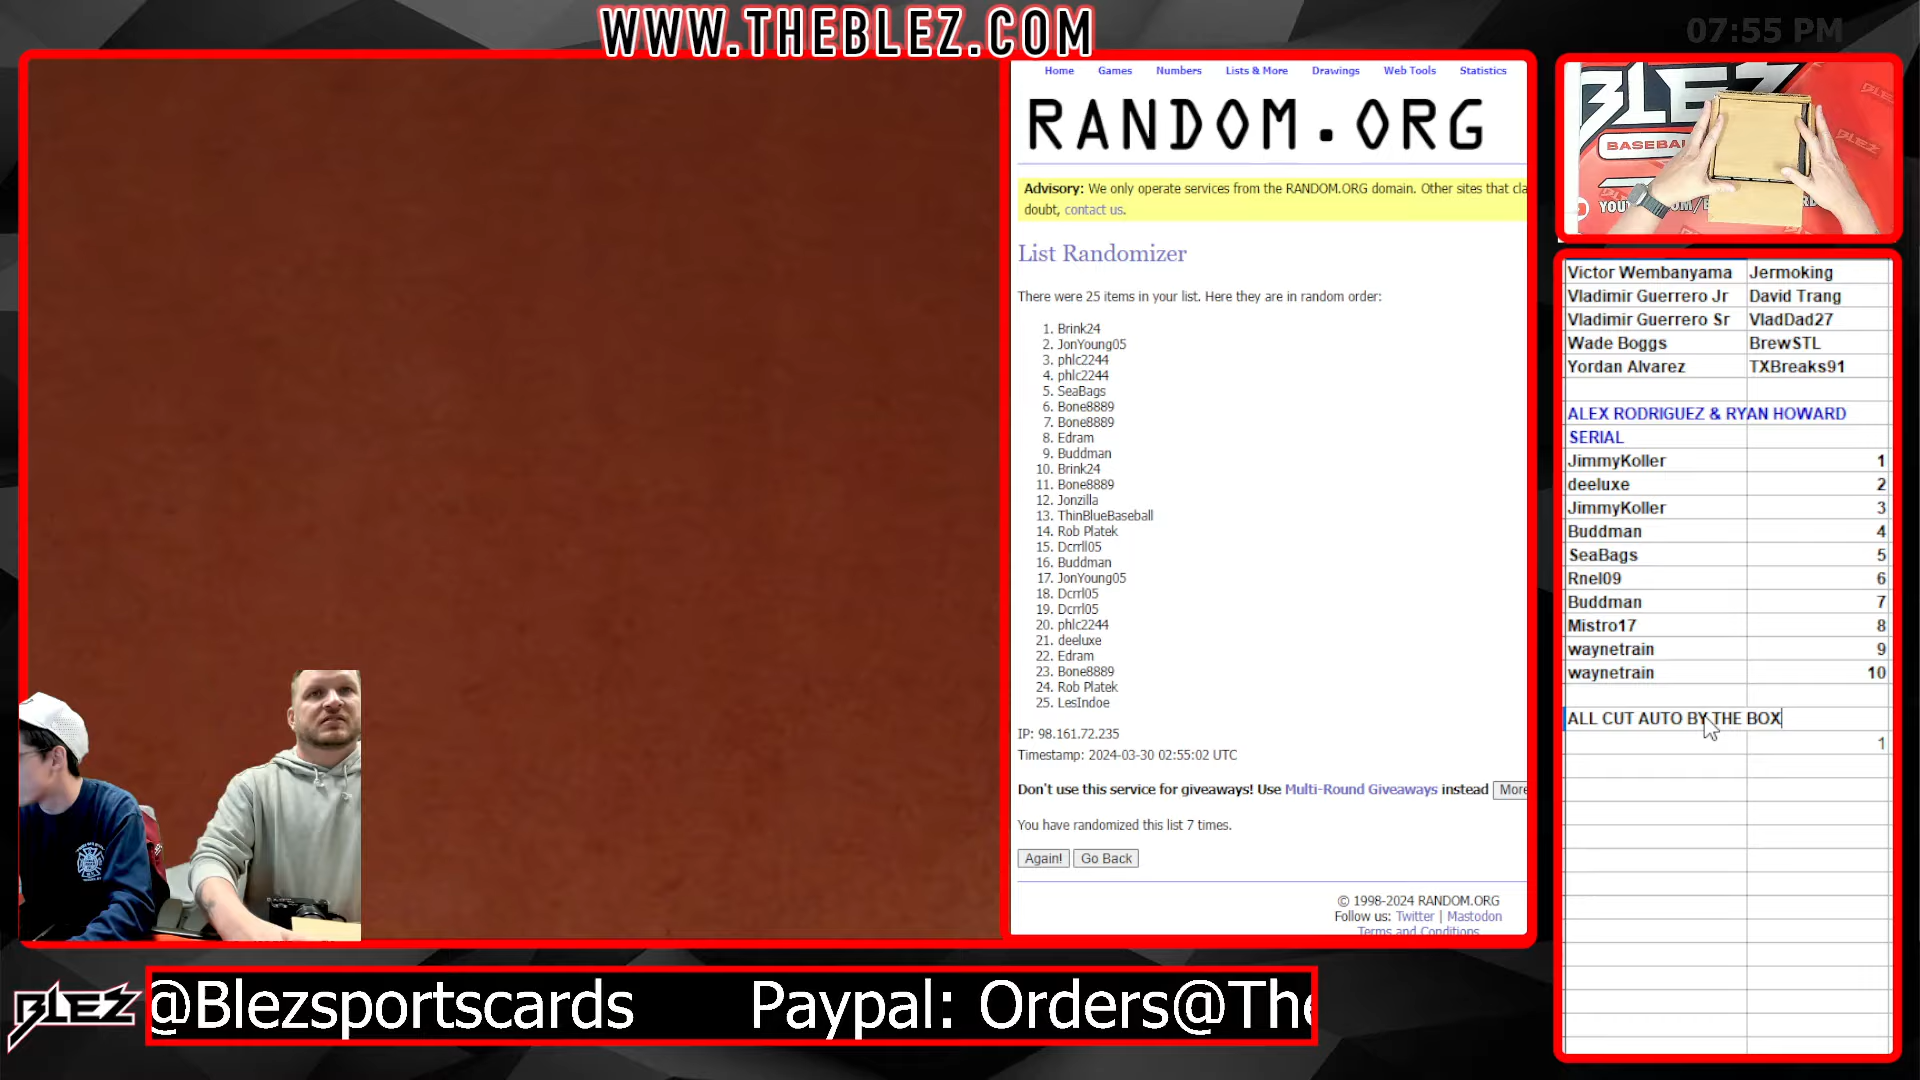 WWW.THEBLEZ.COM
07:55 PM
Home Games Numbers Lists & More Drawings Web Tools Statistics
RANDOM.ORG
Advisory: We only operate services from the RANDOM.ORG domain. Other sites that cla
doubt, contact us.
List Randomizer
There were 25 items in your list. Here they are in random order:
1. Brink24
2. JonYoung05
3. phlc2244
4. phlc2244
5. SeaBags
6. Bone8889
7. Bone8889
8. Edram
9. Buddman
10. Brink24
11. Bone8889
12. Jonzilla
13. ThinBlueBaseball
14. Rob Platek
15. Dcrrll05
16. Buddman
17. JonYoung05
18. Dcrrl05
19. Dcrrl05
20. phlc2244
21. deeluxe
22. Edram
23. Bone8889
24. Rob Platek
25. LesIndoe
IP: 98.161.72.235
Timestamp: 2024-03-30 02:55:02 UTC
Don't use this service for giveaways! Use Multi-Round Giveaways instead More
You have randomized this list 7 times.
Again! Go Back
© 1998-2024 RANDOM.ORG
Follow us: Twitter | Mastodon
Terms and Conditions
BLEZ
BASEBAL
Victor Wembanyama Jermoking
Vladimir Guerrero Jr David Trang
Vladimir Guerrero Sr VladDad27
Wade Boggs BrewSTL
Yordan Alvarez TXBreaks91
ALEX RODRIGUEZ & RYAN HOWARD
SERIAL
JimmyKoller 1
deeluxe 2
JimmyKoller 3
Buddman 4
SeaBags 5
Rnel09 6
Buddman 7
Mistro17 8
waynetrain 9
waynetrain 10
ALL CUT AUTO BY THE BOX
1
BLEZ
@Blezsportscards Paypal: Orders@The